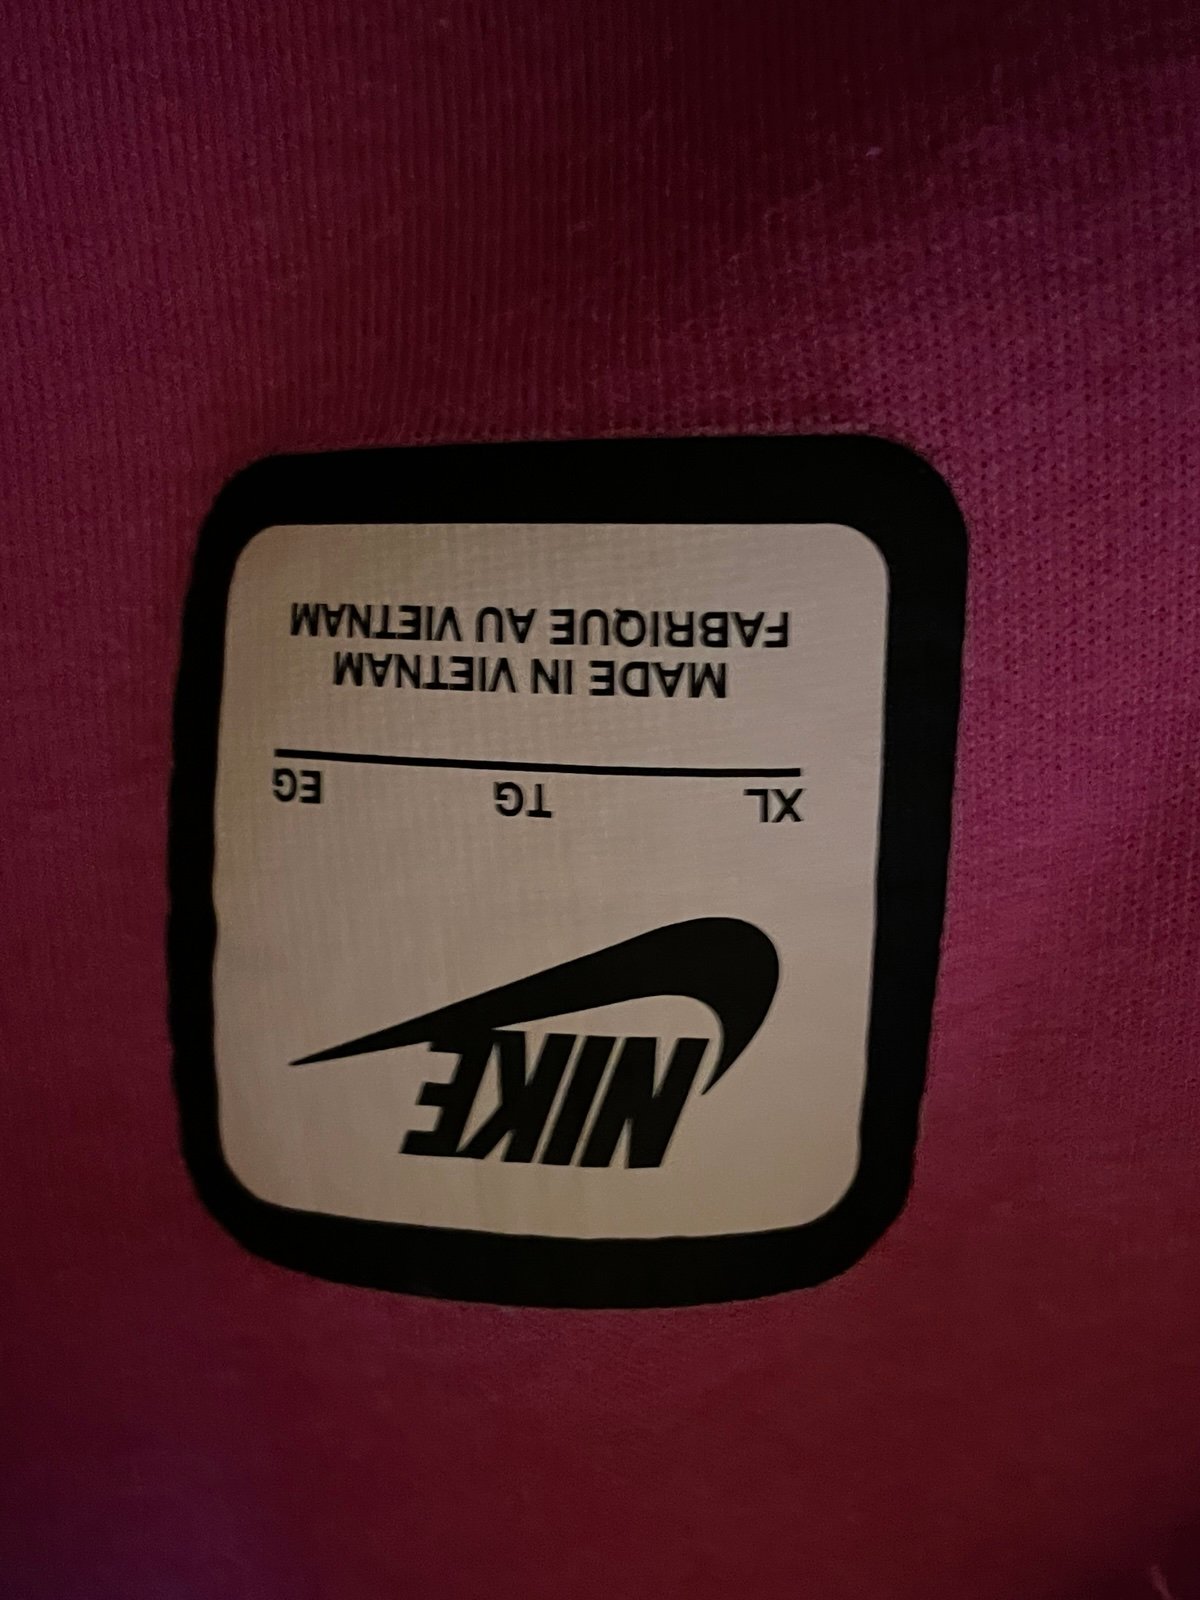 NIKE
XL TG EG
MADE IN VIETNAM
FABRIQUE AU VIETNAM